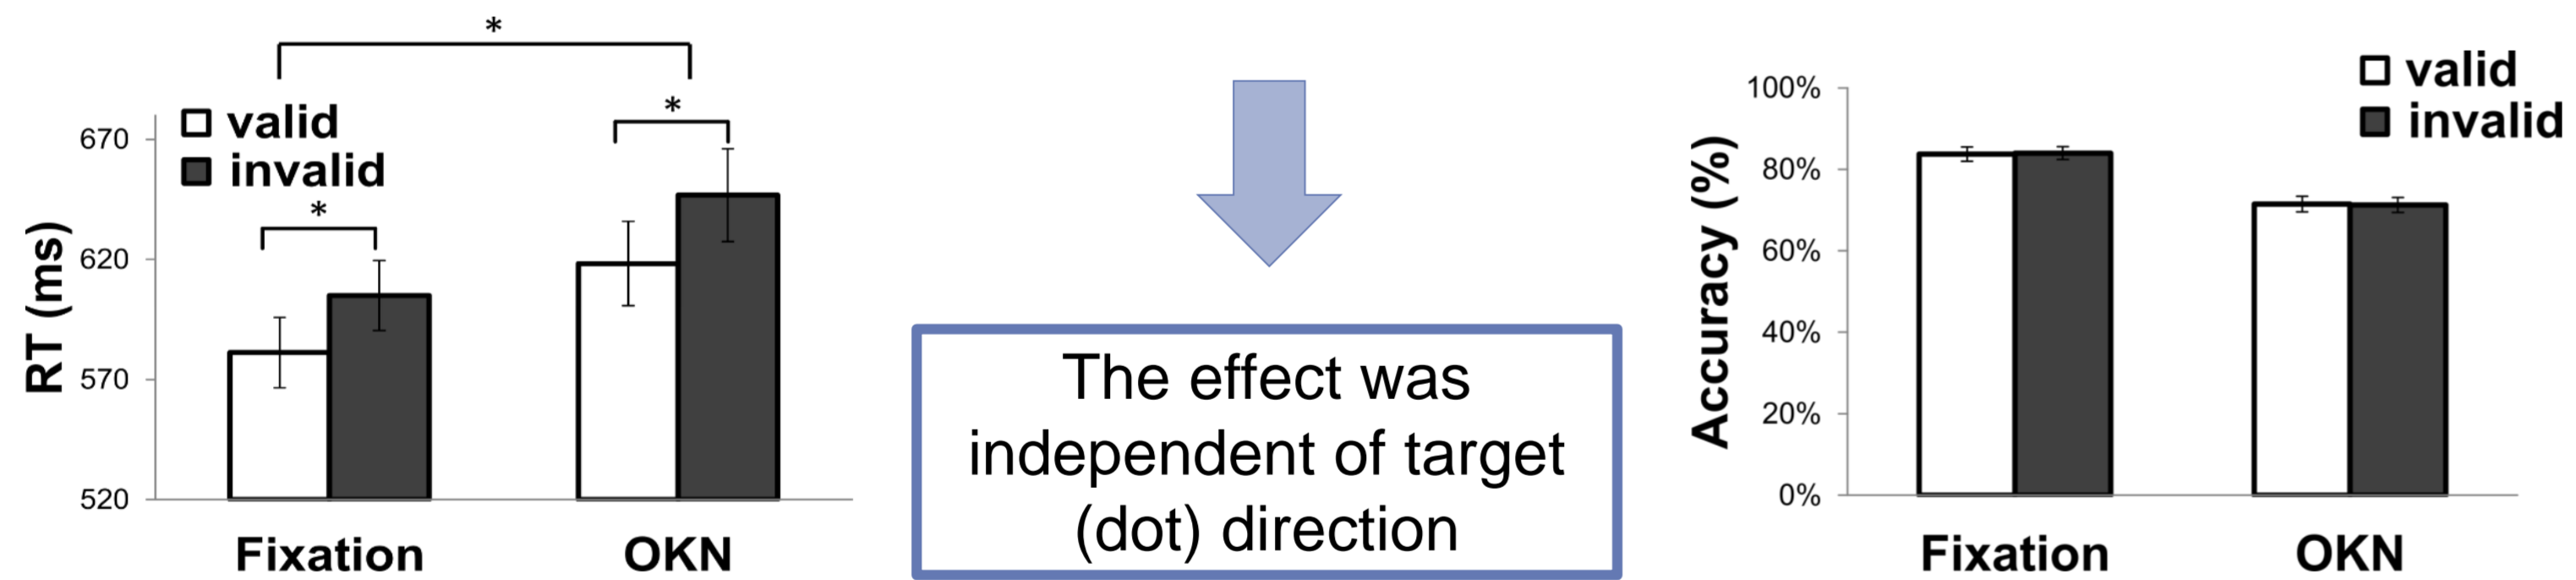 *
valid
invalid
*
*
670
620
570
520
RT (ms)
Fixation
OKN
The effect was
independent of target
(dot) direction
valid
invalid
100%
80%
60%
40%
20%
0%
Accuracy (%)
Fixation
OKN